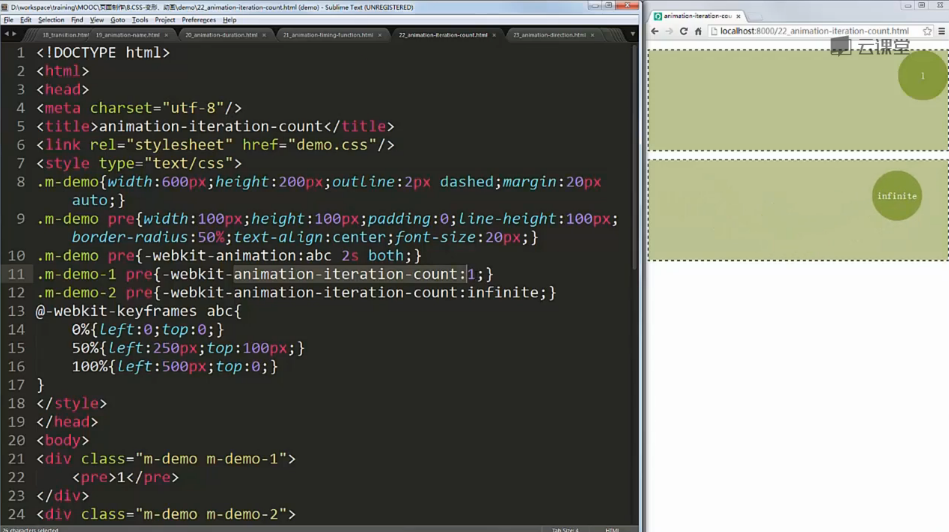 D:\workspace\training\MOOC\页面制作\8.CSS-变形、动画\demo\22_animation-iteration-count.html (demo) - Sublime Text (UNREGISTERED)
File Edit Selection Find View Goto Tools Project Preferences Help
18_transition.html 19_animation-name.html 20_animation-duration.html 21_animation-timing-function.html 22_animation-iteration-count.html 23_animation-direction.html
1 <!DOCTYPE html>
2 <html>
3 <head>
4 <meta charset="utf-8"/>
5 <title>animation-iteration-count</title>
6 <link rel="stylesheet" href="demo.css"/>
7 <style type="text/css">
8 .m-demo{width:600px;height:200px;outline:2px dashed;margin:20px
auto;}
9 .m-demo pre{width:100px;height:100px;padding:0;line-height:100px;
border-radius:50%;text-align:center;font-size:20px;}
10 .m-demo pre{-webkit-animation:abc 2s both;}
11 .m-demo-1 pre{-webkit-animation-iteration-count:1;}
12 .m-demo-2 pre{-webkit-animation-iteration-count:infinite;}
13 @-webkit-keyframes abc{
14 0%{left:0;top:0;}
15 50%{left:250px;top:100px;}
16 100%{left:500px;top:0;}
17 }
18 </style>
19 </head>
20 <body>
21 <div class="m-demo m-demo-1">
22 <pre>1</pre>
23 </div>
24 <div class="m-demo m-demo-2">
26 characters selected
Tab Size: 4
HTML
animation-iteration-cou
localhost:8000/22_animation-iteration-count.html
云课堂
1
infinite